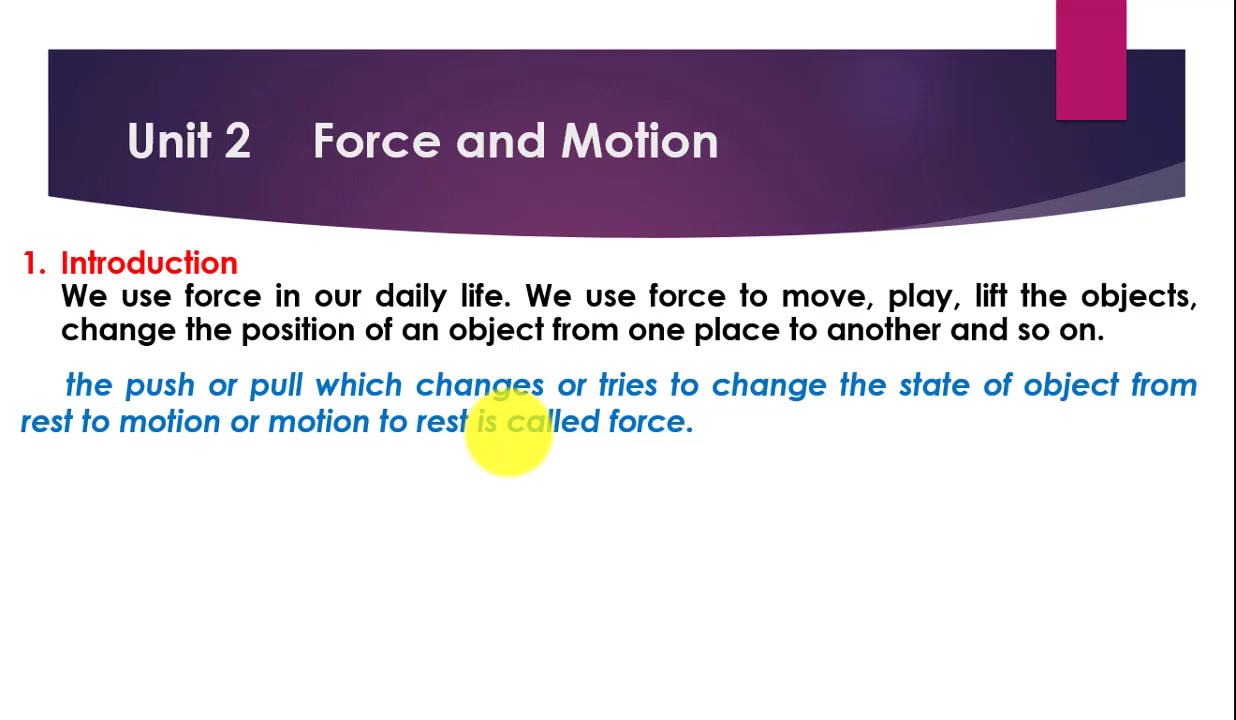 Unit 2 Force and Motion
1. Introduction
We use force in our daily life. We use force to move, play, lift the objects,
change the position of an object from one place to another and so on.
the push or pull which changes or tries to change the state of object from
rest to motion or motion to rest is called force.